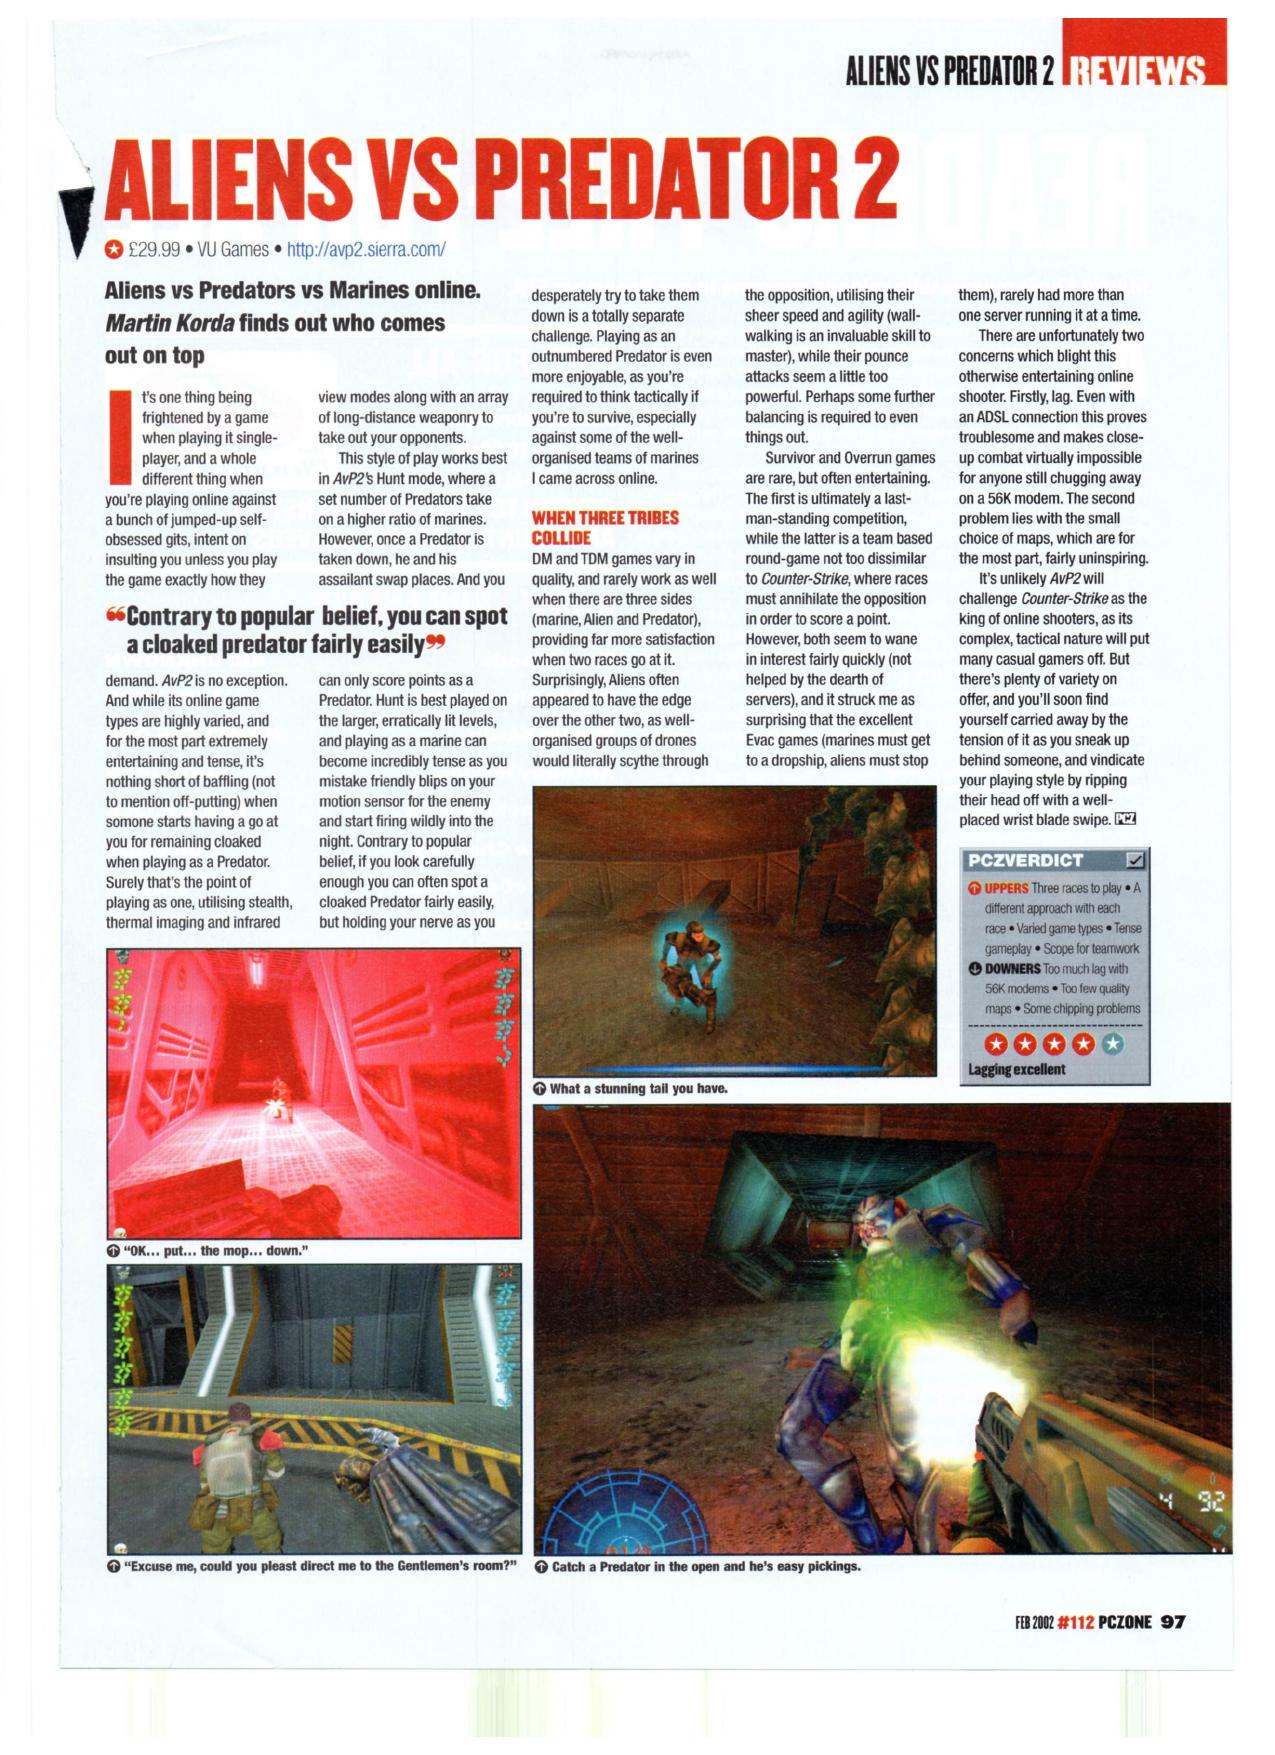 ALIENS VS PREDATOR 2 REVIEWS
ALIENS VS PREDATOR 2
£29.99 • VU Games • http://avp2.sierra.com/
Aliens vs Predators vs Marines online.
Martin Korda finds out who comes
out on top
It's one thing being
frightened by a game
when playing it single-
player, and a whole
different thing when
you're playing online against
a bunch of jumped-up self-
obsessed gits, intent on
insulting you unless you play
the game exactly how they
demand. AvP2 is no exception.
And while its online game
types are highly varied, and
for the most part extremely
entertaining and tense, it's
nothing short of baffling (not
to mention off-putting) when
somone starts having a go at
you for remaining cloaked
when playing as a Predator.
Surely that's the point of
playing as one, utilising stealth,
thermal imaging and infrared
view modes along with an array
of long-distance weaponry to
take out your opponents.
This style of play works best
in AvP2's Hunt mode, where a
set number of Predators take
on a higher ratio of marines.
However, once a Predator is
taken down, he and his
assailant swap places. And you
can only score points as a
Predator. Hunt is best played on
the larger, erratically lit levels,
and playing as a marine can
become incredibly tense as you
mistake friendly blips on your
motion sensor for the enemy
and start firing wildly into the
night. Contrary to popular
belief, if you look carefully
enough you can often spot a
cloaked Predator fairly easily,
but holding your nerve as you
“Contrary to popular belief, you can spot
a cloaked predator fairly easily”
desperately try to take them
down is a totally separate
challenge. Playing as an
outnumbered Predator is even
more enjoyable, as you're
required to think tactically if
you're to survive, especially
against some of the well-
organised teams of marines
I came across online.
WHEN THREE TRIBES
COLLIDE
DM and TDM games vary in
quality, and rarely work as well
when there are three sides
(marine, Alien and Predator),
providing far more satisfaction
when two races go at it.
Surprisingly, Aliens often
appeared to have the edge
over the other two, as well-
organised groups of drones
would literally scythe through
the opposition, utilising their
sheer speed and agility (wall-
walking is an invaluable skill to
master), while their pounce
attacks seem a little too
powerful. Perhaps some further
balancing is required to even
things out.
Survivor and Overrun games
are rare, but often entertaining.
The first is ultimately a last-
man-standing competition,
while the latter is a team based
round-game not too dissimilar
to Counter-Strike, where races
must annihilate the opposition
in order to score a point.
However, both seem to wane
in interest fairly quickly (not
helped by the dearth of
servers), and it struck me as
surprising that the excellent
Evac games (marines must get
to a dropship, aliens must stop
them), rarely had more than
one server running it at a time.
There are unfortunately two
concerns which blight this
otherwise entertaining online
shooter. Firstly, lag. Even with
an ADSL connection this proves
troublesome and makes close-
up combat virtually impossible
for anyone still chugging away
on a 56K modem. The second
problem lies with the small
choice of maps, which are for
the most part, fairly uninspiring.
It's unlikely AvP2 will
challenge Counter-Strike as the
king of online shooters, as its
complex, tactical nature will put
many casual gamers off. But
there's plenty of variety on
offer, and you'll soon find
yourself carried away by the
tension of it as you sneak up
behind someone, and vindicate
your playing style by ripping
their head off with a well-
placed wrist blade swipe. PCZ
PCZVERDICT
UPPERS Three races to play • A
different approach with each
race • Varied game types • Tense
gameplay • Scope for teamwork
DOWNERS Too much lag with
56K modems • Too few quality
maps • Some chipping problems
Lagging excellent
What a stunning tail you have.
“OK... put... the mop... down.”
4 92
“Excuse me, could you pleast direct me to the Gentlemen's room?”
Catch a Predator in the open and he's easy pickings.
FEB 2002 #112 PCZONE 97